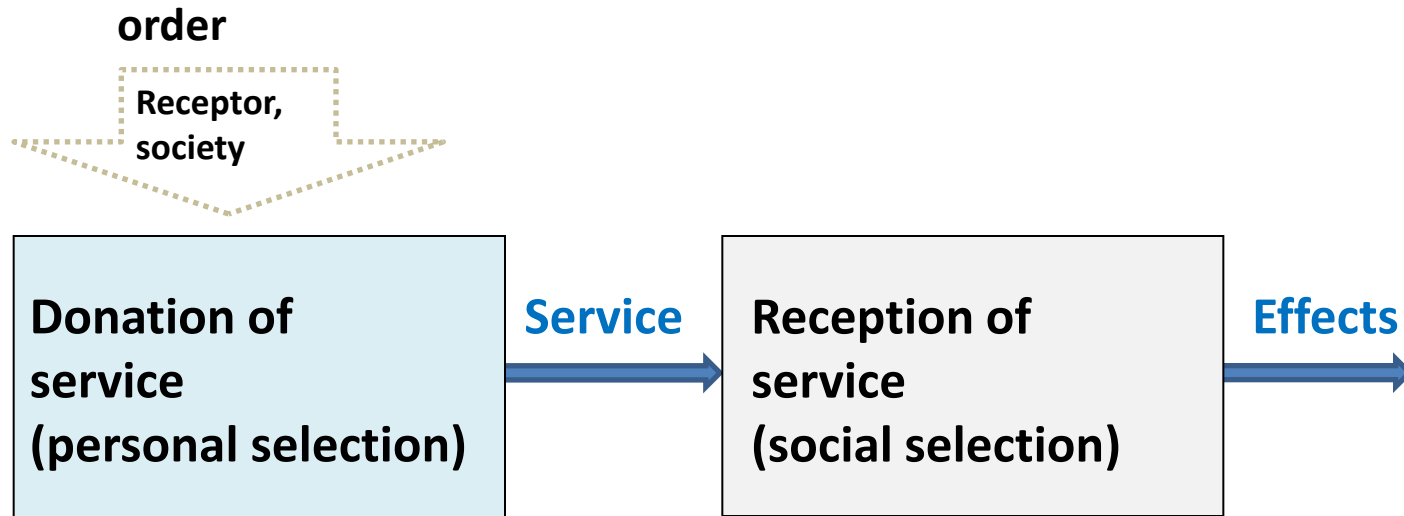 order
Receptor,
society
Donation of
service
(personal selection)
Service
Reception of
service
(social selection)
Effects